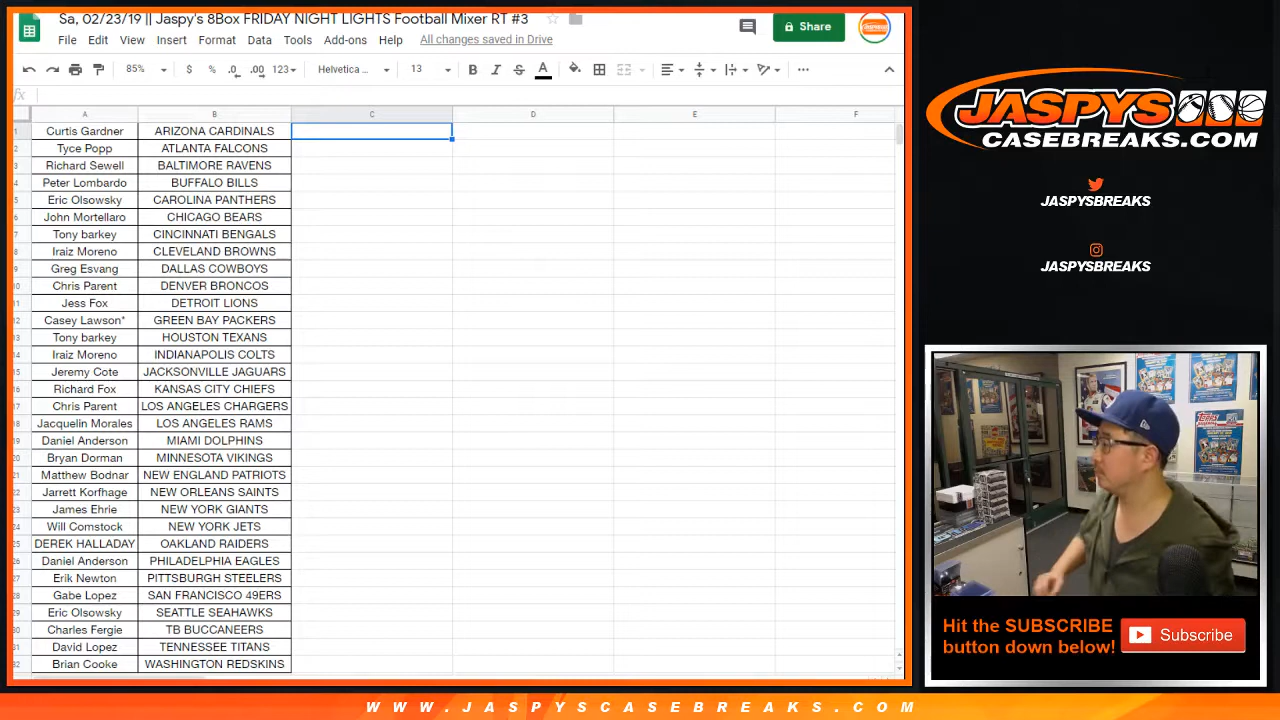 Sa, 02/23/19 || Jaspy's 8Box FRIDAY NIGHT LIGHTS Football Mixer RT #3
Share
File Edit View Insert Format Data Tools Add-ons Help All changes saved in Drive
85% $ % .0 .00 123 Helvetica ... 13 B I S A
fx
A B C D E F
1 Curtis Gardner ARIZONA CARDINALS
2 Tyce Popp ATLANTA FALCONS
3 Richard Sewell BALTIMORE RAVENS
4 Peter Lombardo BUFFALO BILLS
5 Eric Olsowsky CAROLINA PANTHERS
6 John Mortellaro CHICAGO BEARS
7 Tony barkey CINCINNATI BENGALS
8 Iraiz Moreno CLEVELAND BROWNS
9 Greg Esvang DALLAS COWBOYS
10 Chris Parent DENVER BRONCOS
11 Jess Fox DETROIT LIONS
12 Casey Lawson* GREEN BAY PACKERS
13 Tony barkey HOUSTON TEXANS
14 Iraiz Moreno INDIANAPOLIS COLTS
15 Jeremy Cote JACKSONVILLE JAGUARS
16 Richard Fox KANSAS CITY CHIEFS
17 Chris Parent LOS ANGELES CHARGERS
18 Jacquelin Morales LOS ANGELES RAMS
19 Daniel Anderson MIAMI DOLPHINS
20 Bryan Dorman MINNESOTA VIKINGS
21 Matthew Bodnar NEW ENGLAND PATRIOTS
22 Jarrett Korfhage NEW ORLEANS SAINTS
23 James Ehrie NEW YORK GIANTS
24 Will Comstock NEW YORK JETS
25 DEREK HALLADAY OAKLAND RAIDERS
26 Daniel Anderson PHILADELPHIA EAGLES
27 Erik Newton PITTSBURGH STEELERS
28 Gabe Lopez SAN FRANCISCO 49ERS
29 Eric Olsowsky SEATTLE SEAHAWKS
30 Charles Fergie TB BUCCANEERS
31 David Lopez TENNESSEE TITANS
32 Brian Cooke WASHINGTON REDSKINS
JASPYS
CASEBREAKS.COM
JASPYSBREAKS
JASPYSBREAKS
Topps
Hit the SUBSCRIBE
button down below!
Subscribe
WWW.JASPYSCASEBREAKS.COM